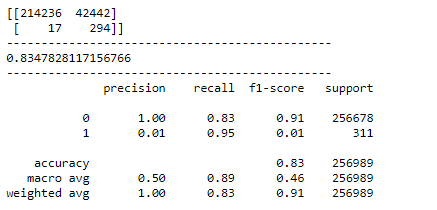 [[214236 42442]
[ 17 294]]
------------------------------------------------
0.8347828117156766
------------------------------------------------
precision recall f1-score support
0 1.00 0.83 0.91 256678
1 0.01 0.95 0.01 311
accuracy 0.83 256989
macro avg 0.50 0.89 0.46 256989
weighted avg 1.00 0.83 0.91 256989